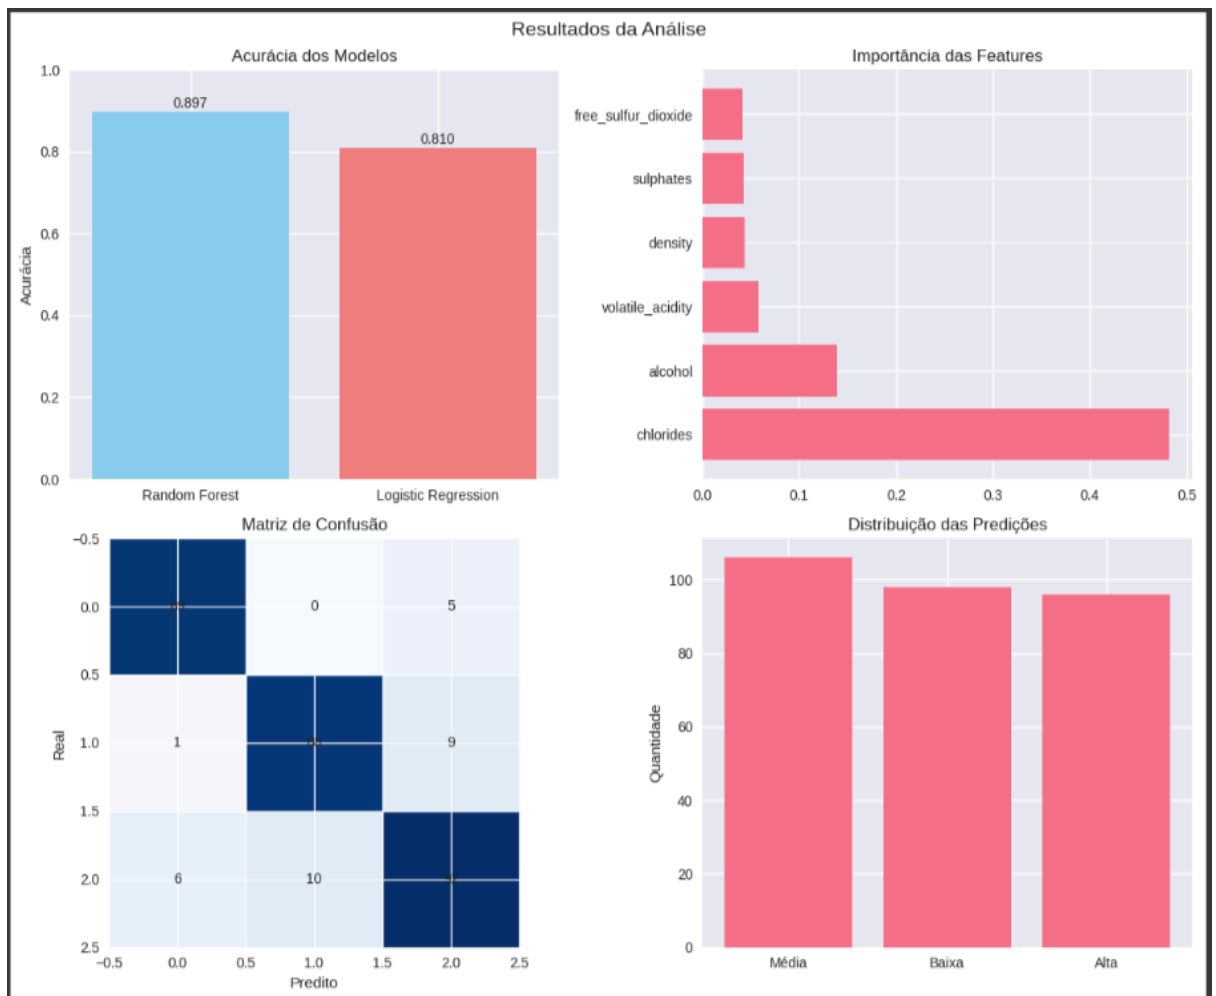 Resultados da Análise
Acurácia dos Modelos
Acurácia
1.0
0.8
0.6
0.4
0.2
0.0
0.897
0.810
Random Forest
Logistic Regression
Importância das Features
free_sulfur_dioxide
sulphates
density
volatile_acidity
alcohol
chlorides
0.0 0.1 0.2 0.3 0.4 0.5
Matriz de Confusão
Real
−0.5
0.0
0.5
1.0
1.5
2.0
2.5
0 5
1 9
6 10
−0.5 0.0 0.5 1.0 1.5 2.0 2.5
Predito
Distribuição das Predições
Quantidade
100
80
60
40
20
0
Média Baixa Alta